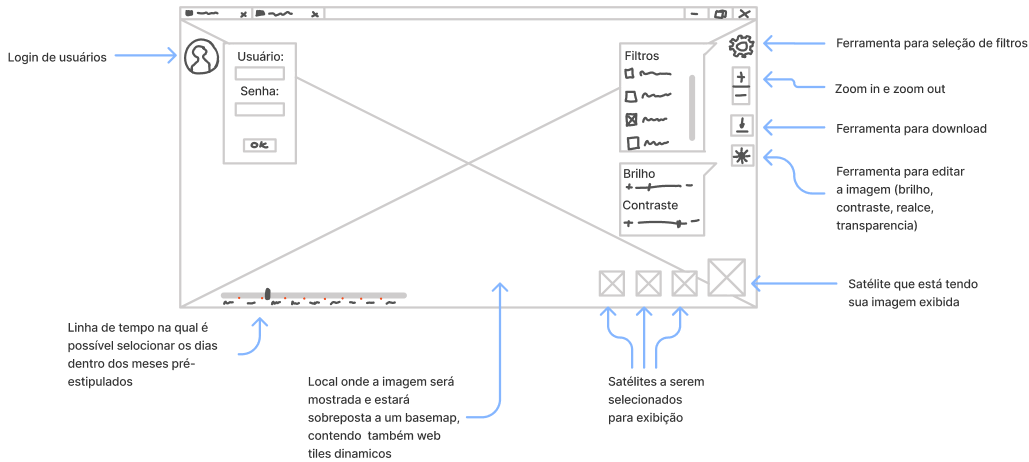 Login de usuários
Usuário:
Senha:
OK
Filtros
Brilho
Contraste
Ferramenta para seleção de filtros
Zoom in e zoom out
Ferramenta para download
Ferramenta para editar
a imagem (brilho,
contraste, realce,
transparencia)
Satélite que está tendo
sua imagem exibida
Linha de tempo na qual é
possível selocionar os dias
dentro dos meses pré-
estipulados
Local onde a imagem será
mostrada e estará
sobreposta a um basemap,
contendo também web
tiles dinamicos
Satélites a serem
selecionados
para exibição